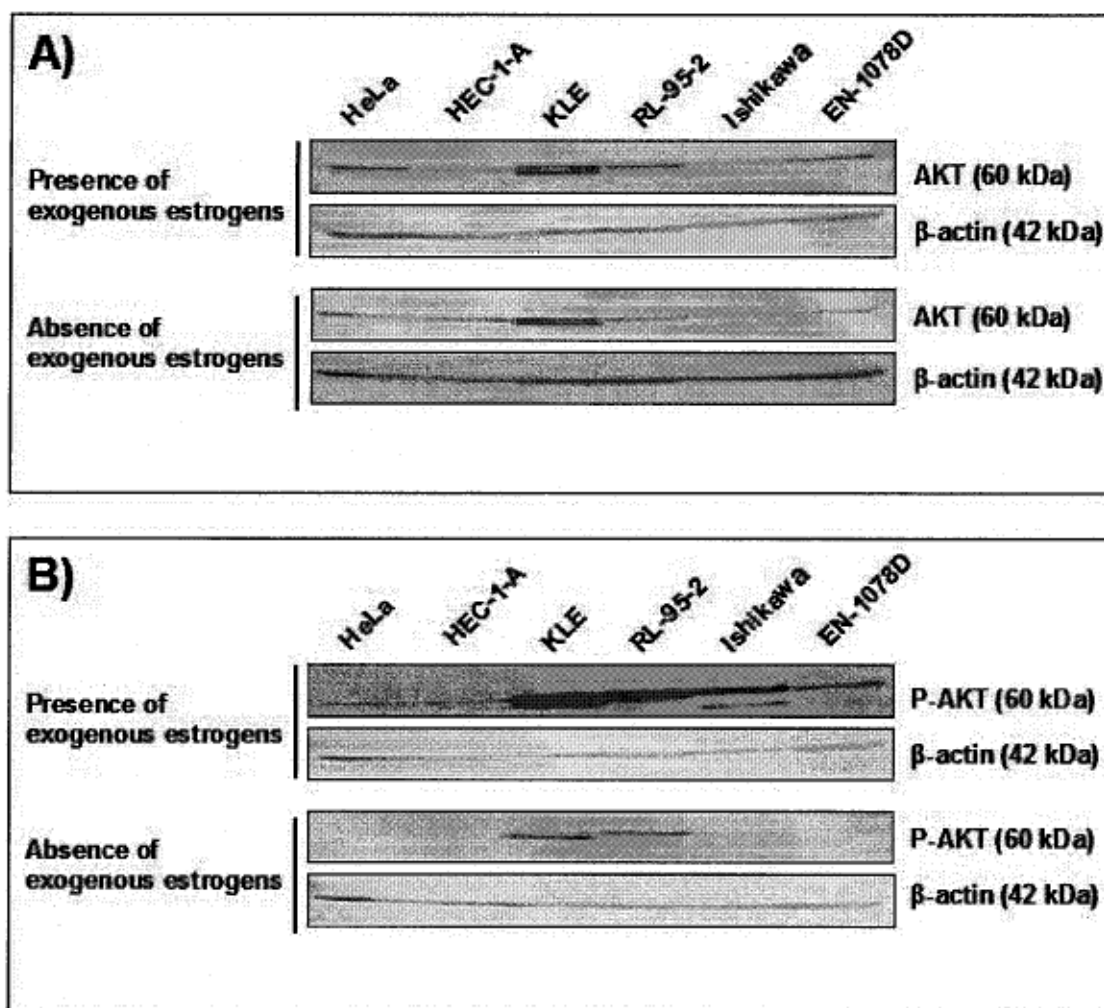 A)
HeLa HEC-1-A KLE RL-95-2 Ishikawa EN-1078D
Presence of
exogenous estrogens
AKT (60 kDa)
β-actin (42 kDa)
Absence of
exogenous estrogens
AKT (60 kDa)
β-actin (42 kDa)
B)
HeLa HEC-1-A KLE RL-95-2 Ishikawa EN-1078D
Presence of
exogenous estrogens
P-AKT (60 kDa)
β-actin (42 kDa)
Absence of
exogenous estrogens
P-AKT (60 kDa)
β-actin (42 kDa)